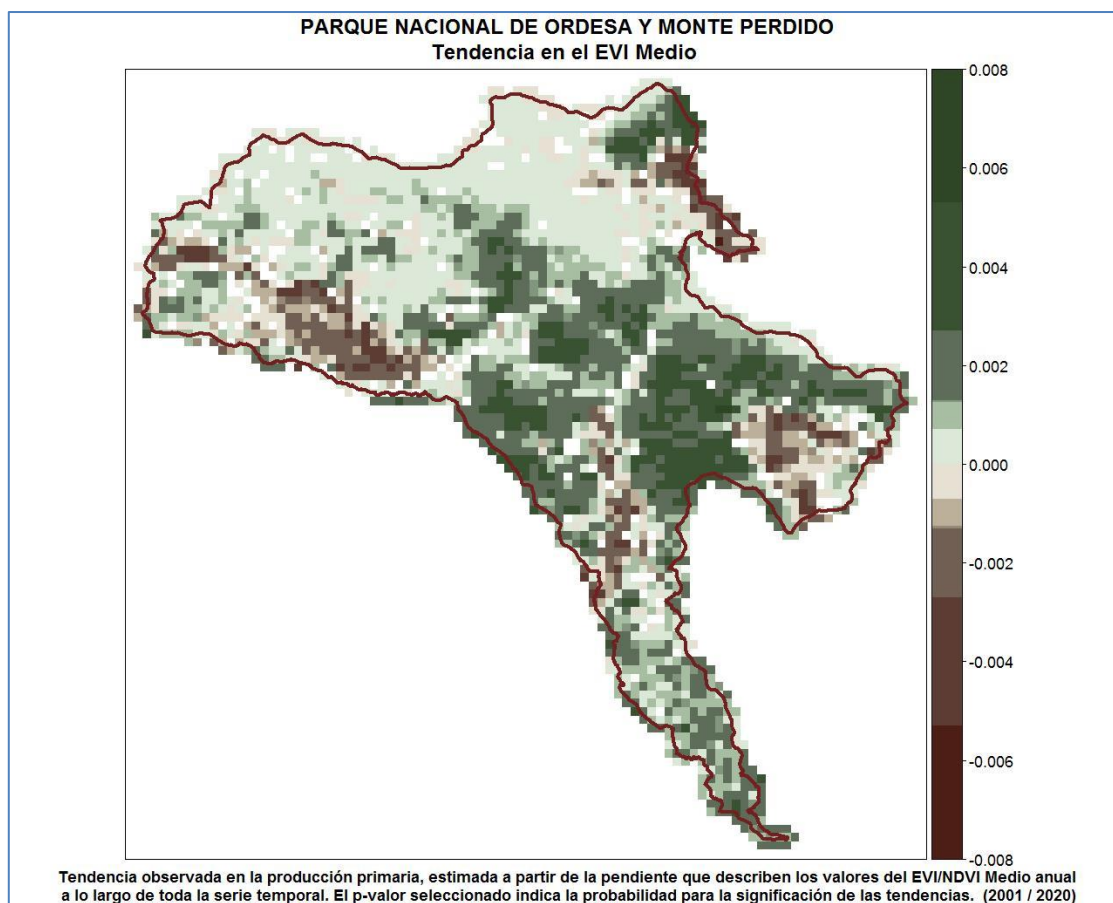 PARQUE NACIONAL DE ORDESA Y MONTE PERDIDO
Tendencia en el EVI Medio
0.008
0.006
0.004
0.002
0.000
-0.002
-0.004
-0.006
-0.008
Tendencia observada en la producción primaria, estimada a partir de la pendiente que describen los valores del EVI/NDVI Medio anual
a lo largo de toda la serie temporal. El p-valor seleccionado indica la probabilidad para la significación de las tendencias. (2001 / 2020)